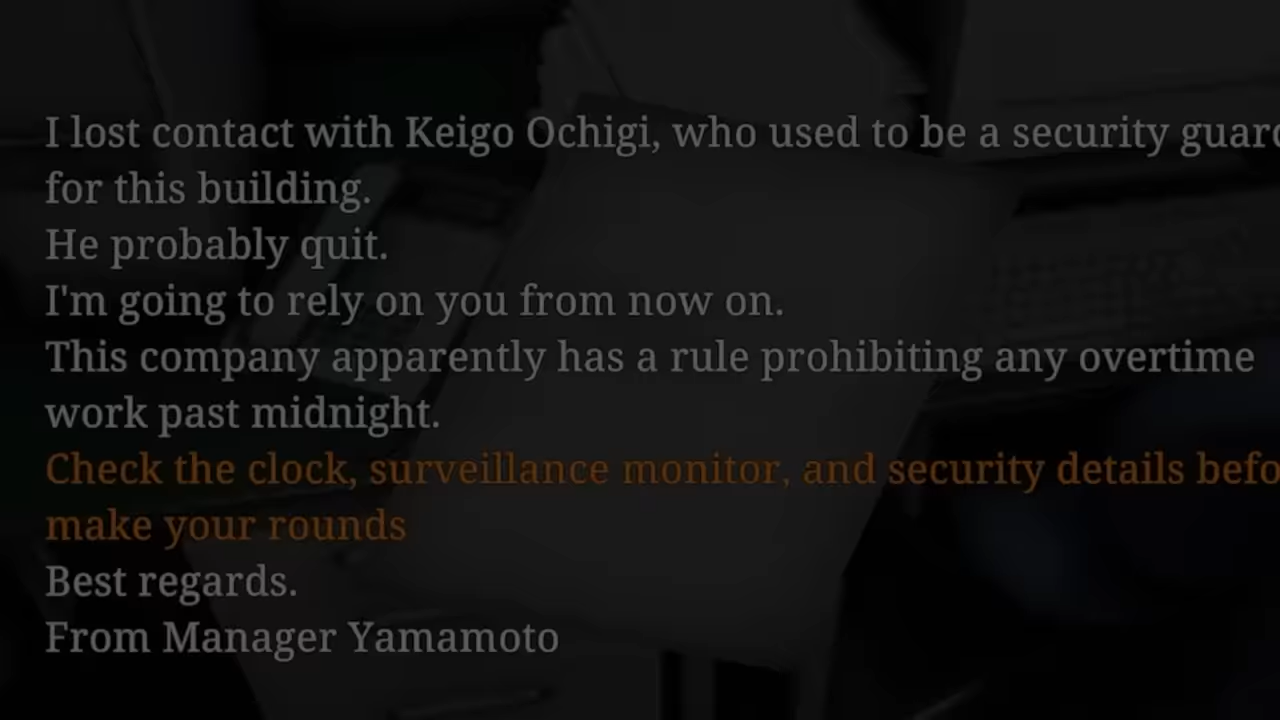 I lost contact with Keigo Ochigi, who used to be a security guard
for this building.
He probably quit.
I'm going to rely on you from now on.
This company apparently has a rule prohibiting any overtime
work past midnight.
Check the clock, surveillance monitor, and security details befo
make your rounds
Best regards.
From Manager Yamamoto